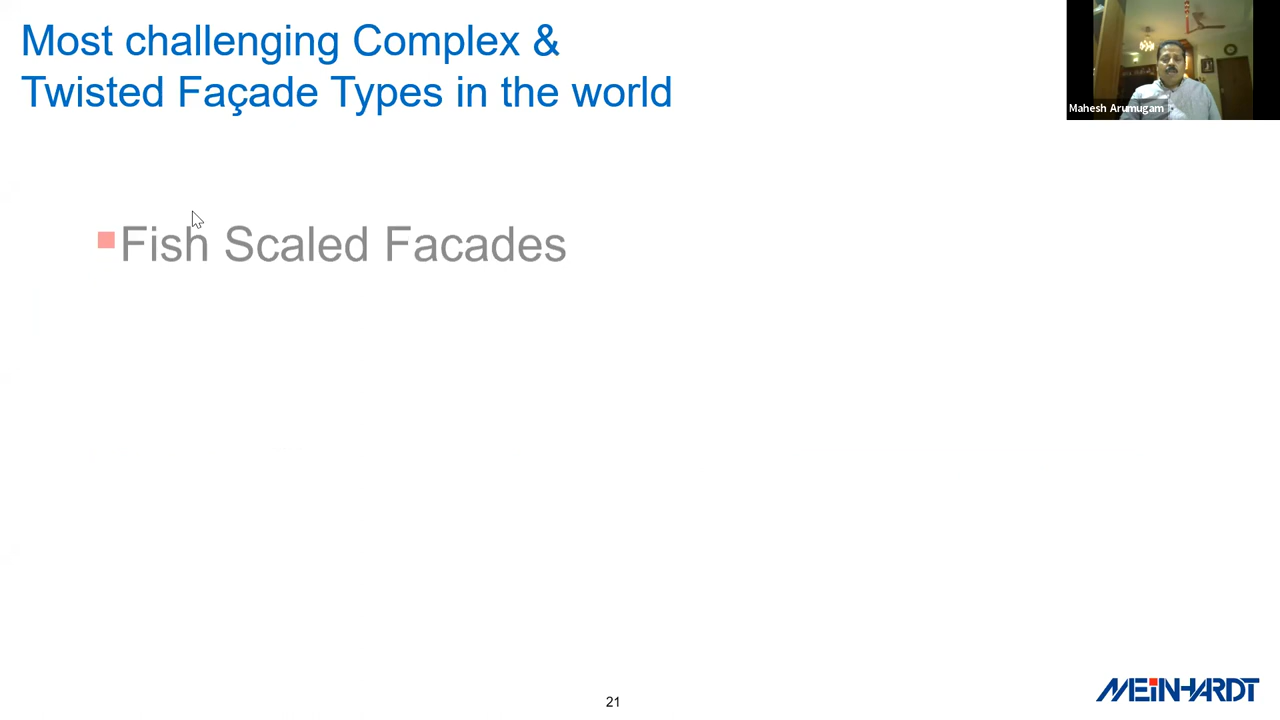 Most challenging Complex &
Twisted Façade Types in the world
Mahesh Arumugam
Fish Scaled Facades
21
MEINHARDT